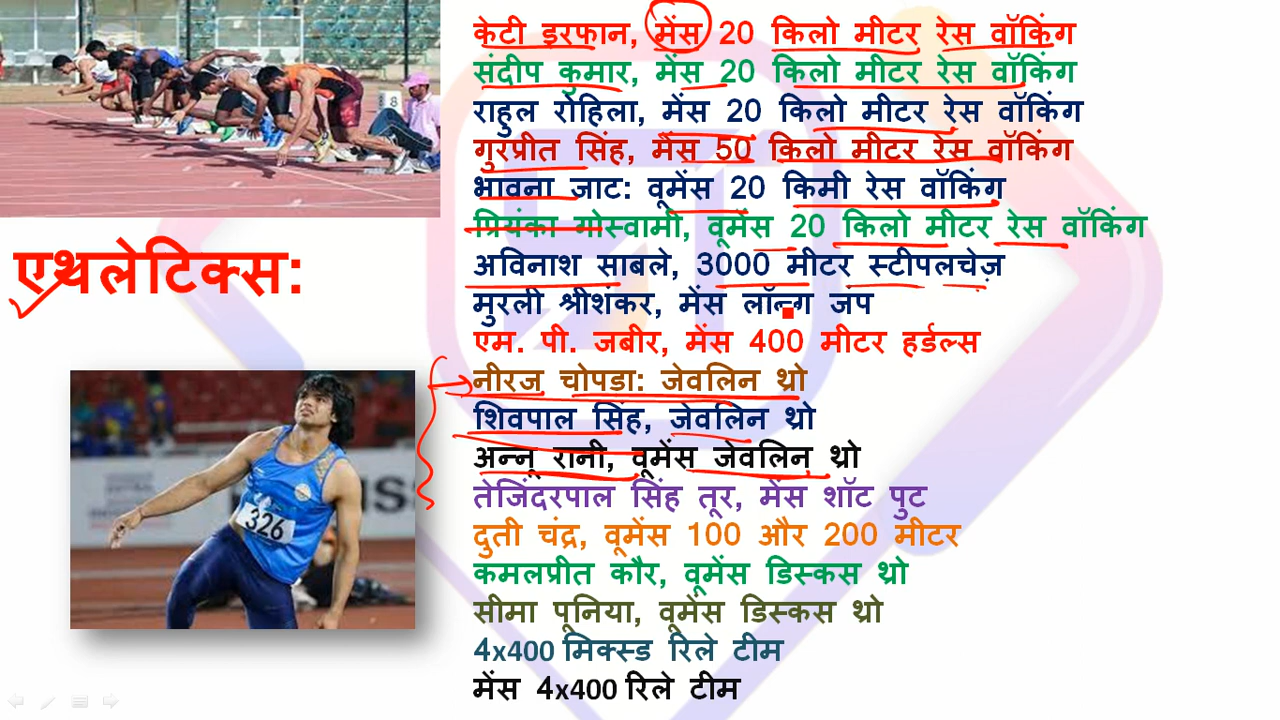 केटी इरफान, मेंस 20 किलो मीटर रेस वॉकिंग
संदीप कुमार, मेंस 20 किलो मीटर रेस वॉकिंग
राहुल रोहिला, मेंस 20 किलो मीटर रेस वॉकिंग
गुरप्रीत सिंह, मेंस 50 किलो मीटर रेस वॉकिंग
भावना जाट: वूमेंस 20 किमी रेस वॉकिंग
प्रियंका गोस्वामी, वूमेंस 20 किलो मीटर रेस वॉकिंग
अविनाश साबले, 3000 मीटर स्टीपलचेज़
मुरली श्रीशंकर, मेंस लॉन्ग जंप
एम. पी. जबीर, मेंस 400 मीटर हर्डल्स
नीरज चोपडा: जेवलिन थ्रो
शिवपाल सिंह, जेवलिन थ्रो
अन्नू रानी, वूमेंस जेवलिन थ्रो
तेजिंदरपाल सिंह तूर, मेंस शॉट पुट
दुती चंद्र, वूमेंस 100 और 200 मीटर
कमलप्रीत कौर, वूमेंस डिस्कस थ्रो
सीमा पूनिया, वूमेंस डिस्कस थ्रो
4x400 मिक्स्ड रिले टीम
मेंस 4x400 रिले टीम
एथलेटिक्स:
8
326